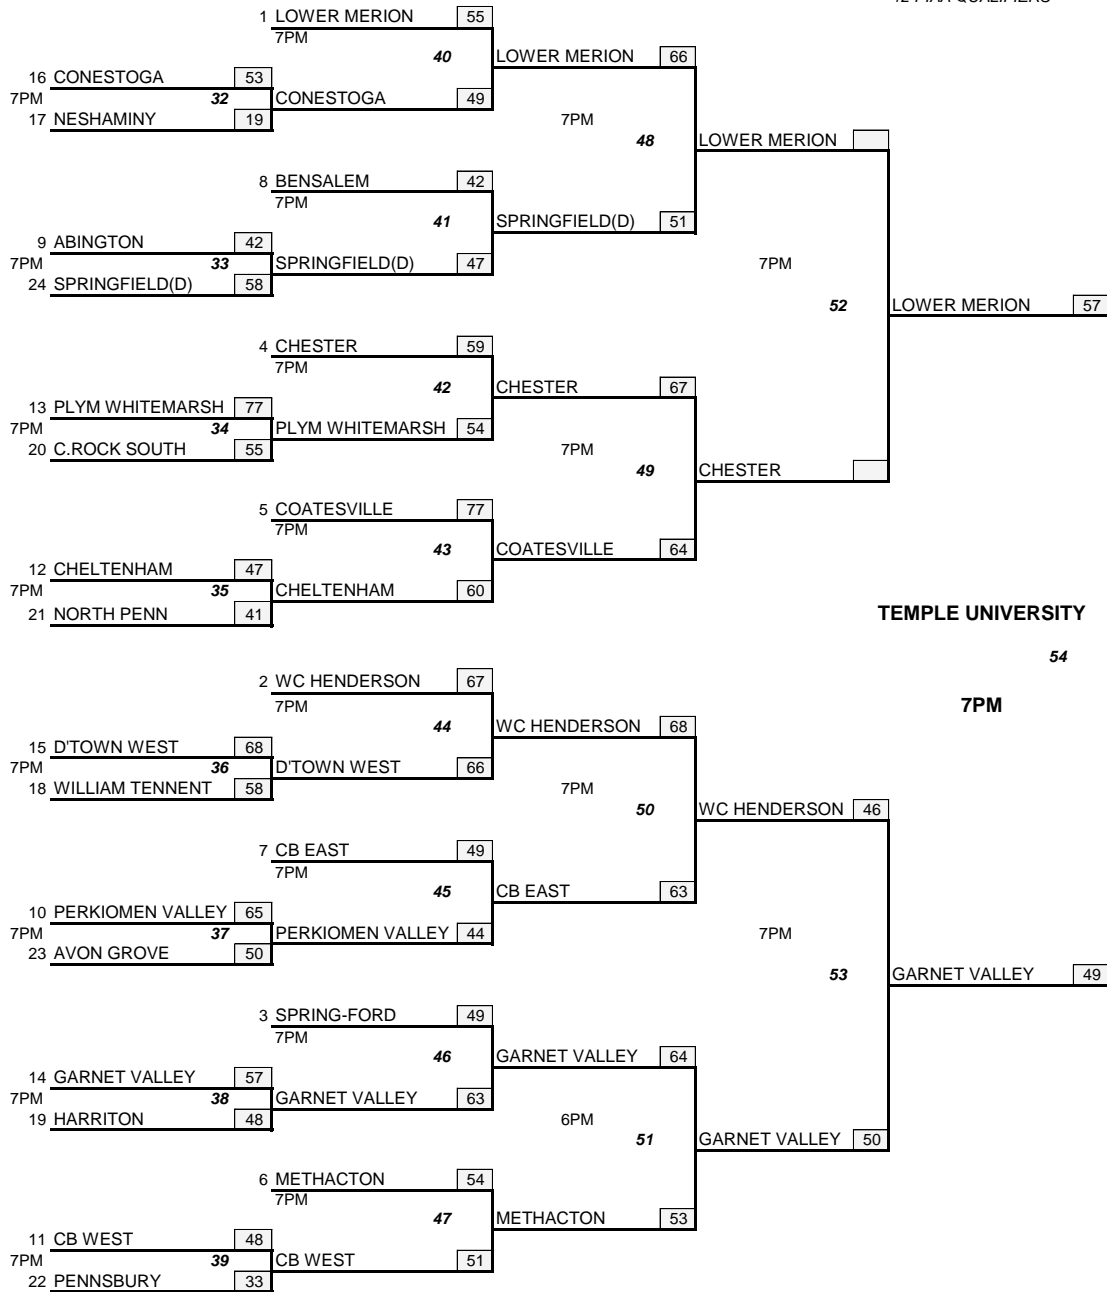 12 PIAA QUALIFIERS
1 LOWER MERION 55
7PM
40
LOWER MERION 66
16 CONESTOGA 53
7PM 32 CONESTOGA 49
17 NESHAMINY 19
7PM
48
LOWER MERION
8 BENSALEM 42
7PM
41
SPRINGFIELD(D) 51
9 ABINGTON 42
7PM 33 SPRINGFIELD(D) 47
24 SPRINGFIELD(D) 58
7PM
52
LOWER MERION 57
4 CHESTER 59
7PM
42
CHESTER 67
13 PLYM WHITEMARSH 77
7PM 34 PLYM WHITEMARSH 54
20 C.ROCK SOUTH 55
7PM
49
CHESTER
5 COATESVILLE 77
7PM
43
COATESVILLE 64
12 CHELTENHAM 47
7PM 35 CHELTENHAM 60
21 NORTH PENN 41
TEMPLE UNIVERSITY
54
7PM
2 WC HENDERSON 67
7PM
44
WC HENDERSON 68
15 D'TOWN WEST 68
7PM 36 D'TOWN WEST 66
18 WILLIAM TENNENT 58
7PM
50
WC HENDERSON 46
7 CB EAST 49
7PM
45
CB EAST 63
10 PERKIOMEN VALLEY 65
7PM 37 PERKIOMEN VALLEY 44
23 AVON GROVE 50
7PM
53
GARNET VALLEY 49
3 SPRING-FORD 49
7PM
46
GARNET VALLEY 64
14 GARNET VALLEY 57
7PM 38 GARNET VALLEY 63
19 HARRITON 48
6PM
51
GARNET VALLEY 50
6 METHACTON 54
7PM
47
METHACTON 53
11 CB WEST 48
7PM 39 CB WEST 51
22 PENNSBURY 33